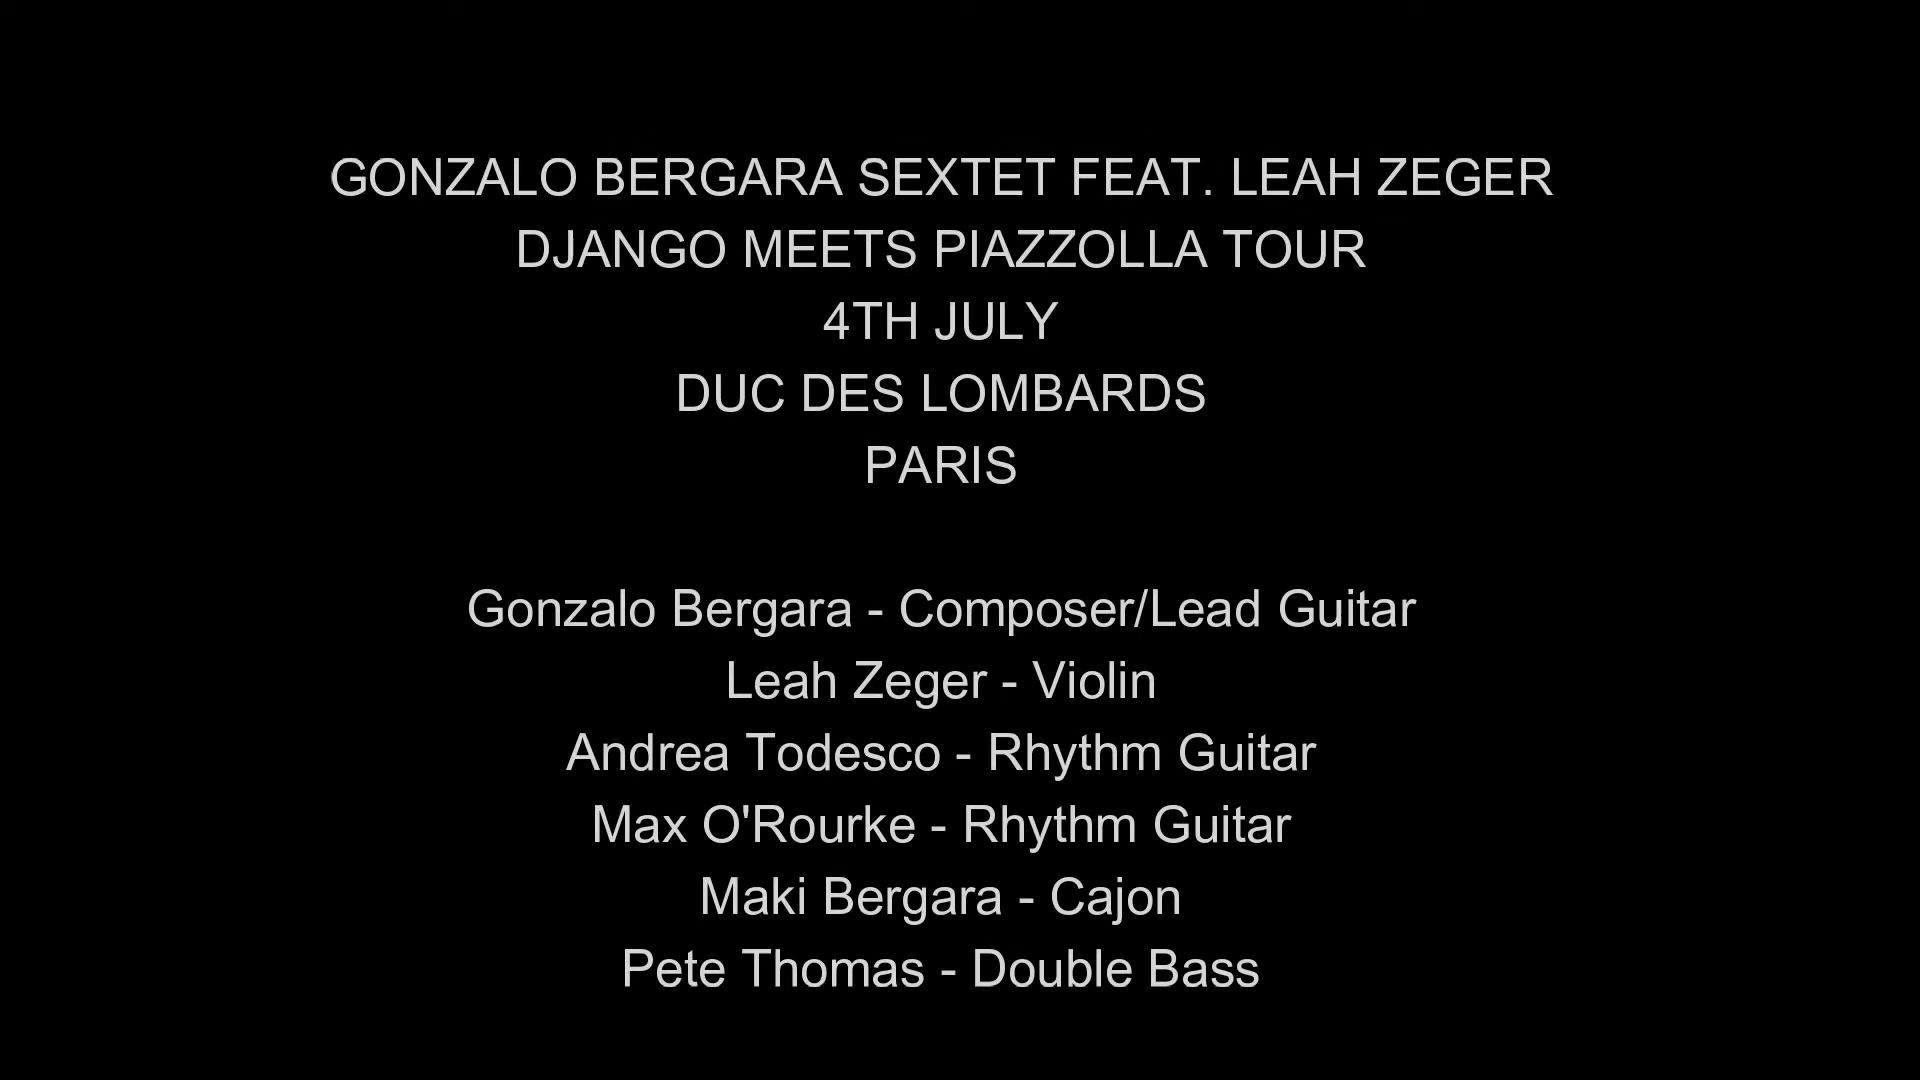 GONZALO BERGARA SEXTET FEAT. LEAH ZEGER
DJANGO MEETS PIAZZOLLA TOUR
4TH JULY
DUC DES LOMBARDS
PARIS
Gonzalo Bergara - Composer/Lead Guitar
Leah Zeger - Violin
Andrea Todesco - Rhythm Guitar
Max O'Rourke - Rhythm Guitar
Maki Bergara - Cajon
Pete Thomas - Double Bass